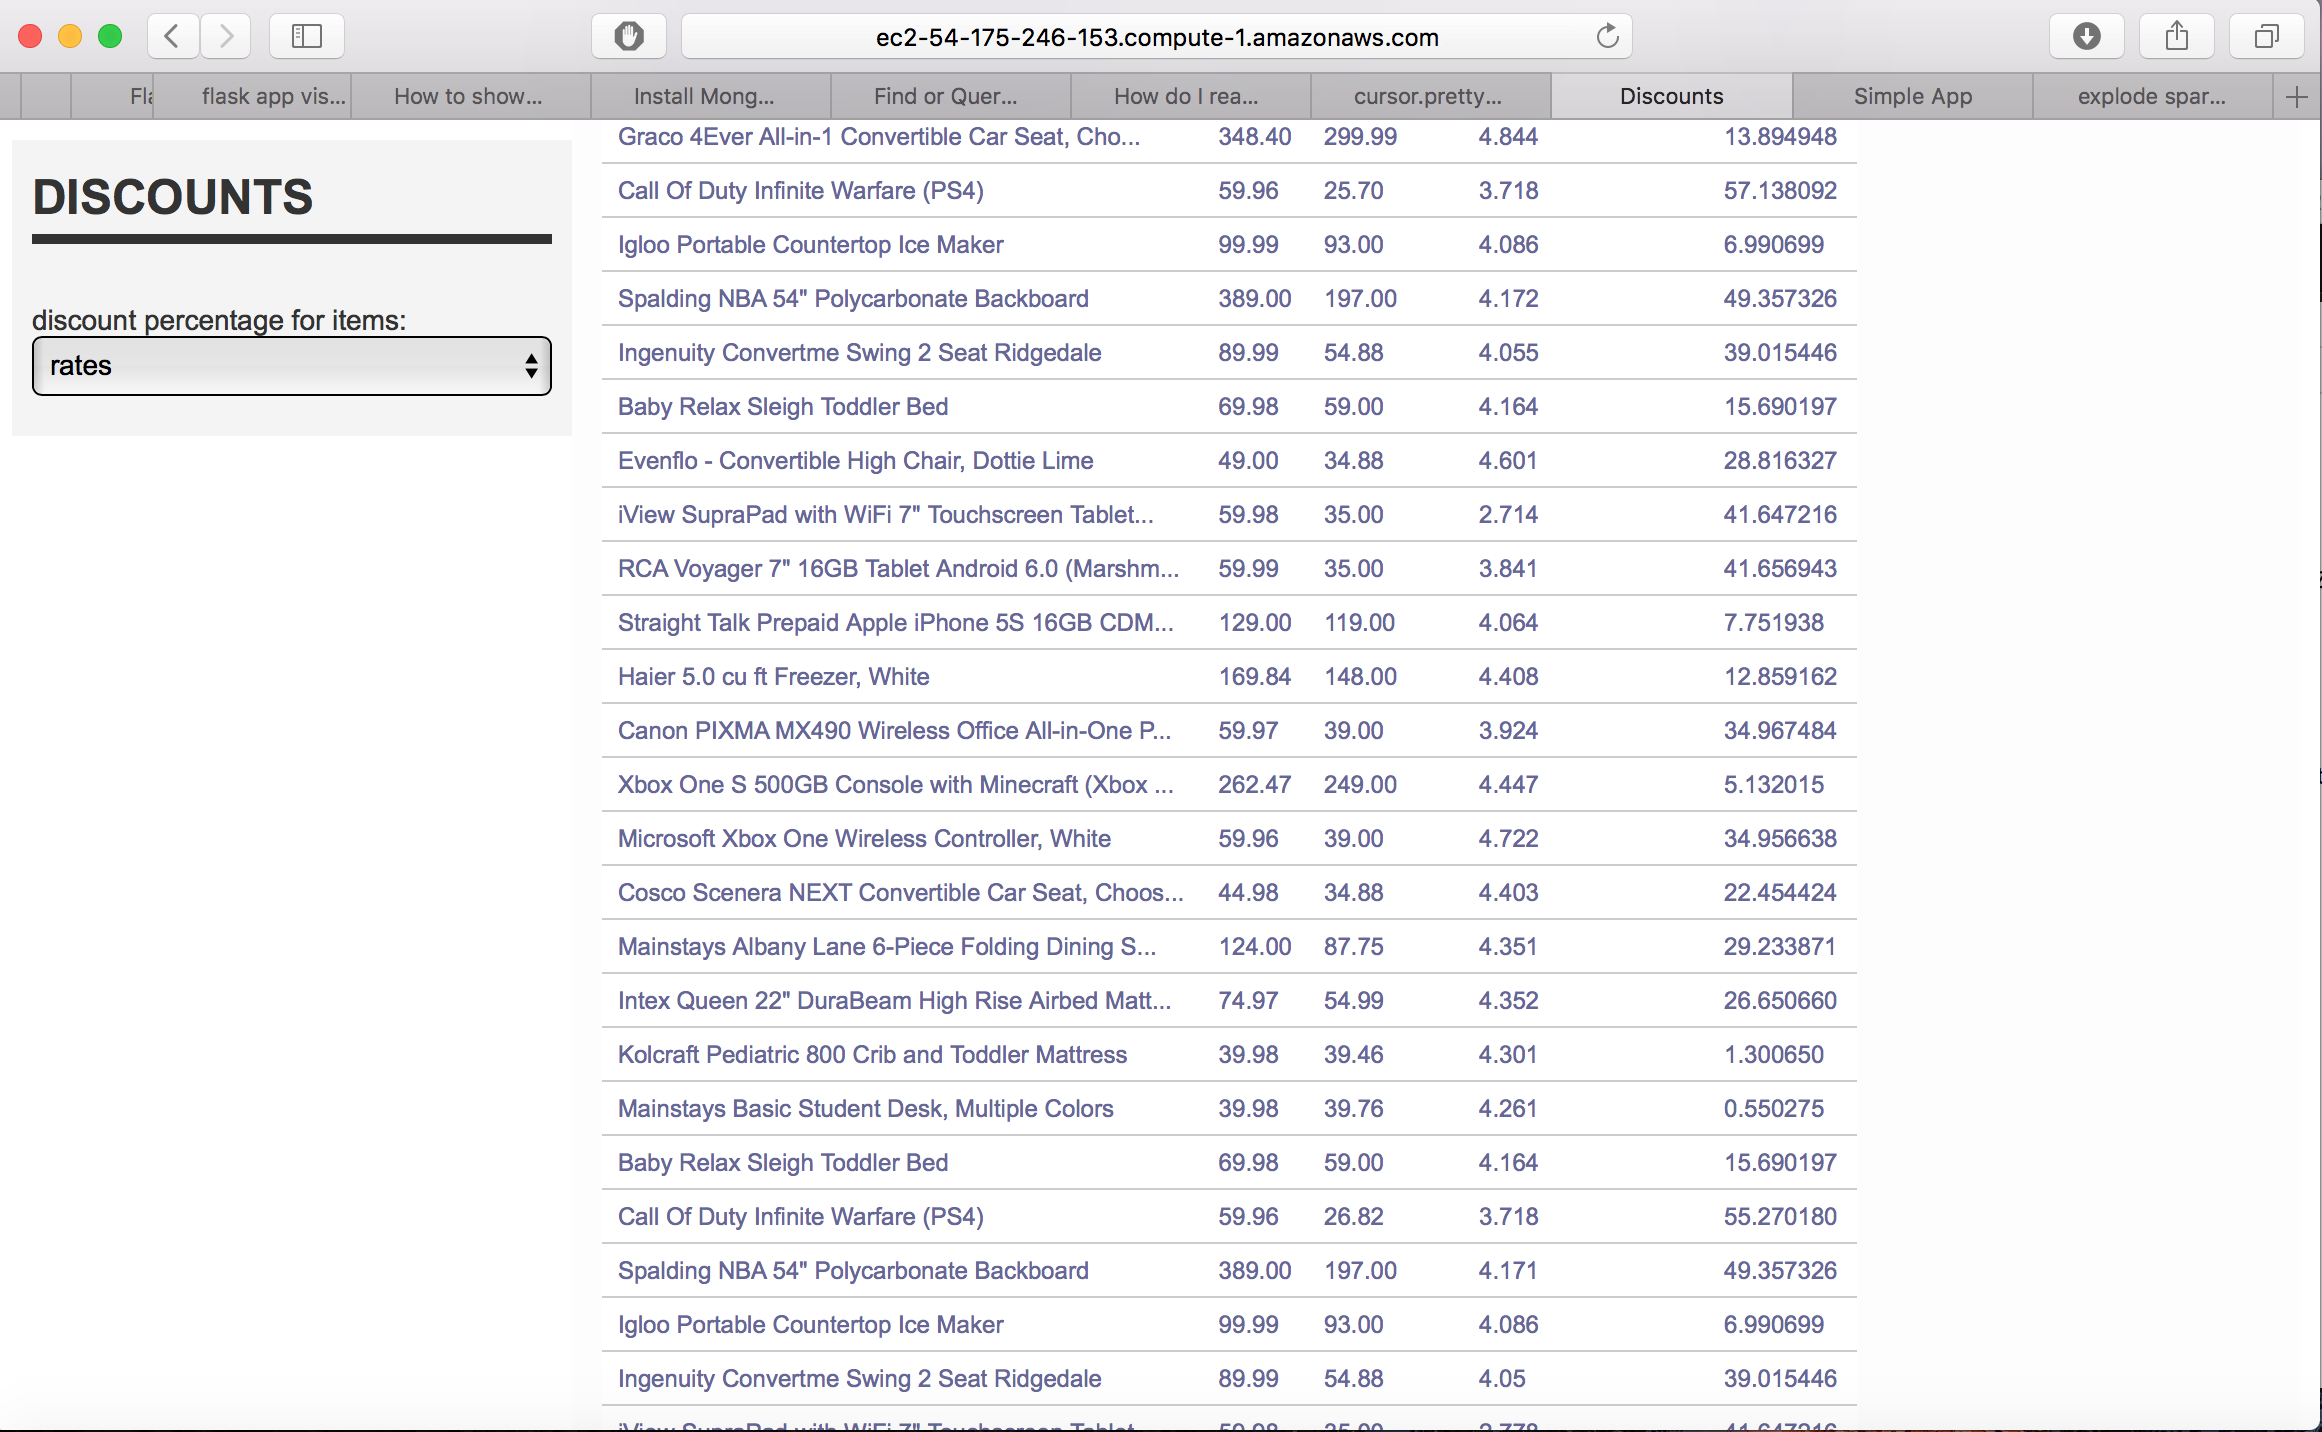 ec2-54-175-246-153.compute-1.amazonaws.com
flask app vis... How to show... Install Mong... Find or Quer... How do I rea... cursor.pretty... Discounts Simple App explode spar...
DISCOUNTS
discount percentage for items:
rates
Graco 4Ever All-in-1 Convertible Car Seat, Cho... 348.40 299.99 4.844 13.894948
Call Of Duty Infinite Warfare (PS4) 59.96 25.70 3.718 57.138092
Igloo Portable Countertop Ice Maker 99.99 93.00 4.086 6.990699
Spalding NBA 54" Polycarbonate Backboard 389.00 197.00 4.172 49.357326
Ingenuity Convertme Swing 2 Seat Ridgedale 89.99 54.88 4.055 39.015446
Baby Relax Sleigh Toddler Bed 69.98 59.00 4.164 15.690197
Evenflo - Convertible High Chair, Dottie Lime 49.00 34.88 4.601 28.816327
iView SupraPad with WiFi 7" Touchscreen Tablet... 59.98 35.00 2.714 41.647216
RCA Voyager 7" 16GB Tablet Android 6.0 (Marshm... 59.99 35.00 3.841 41.656943
Straight Talk Prepaid Apple iPhone 5S 16GB CDM... 129.00 119.00 4.064 7.751938
Haier 5.0 cu ft Freezer, White 169.84 148.00 4.408 12.859162
Canon PIXMA MX490 Wireless Office All-in-One P... 59.97 39.00 3.924 34.967484
Xbox One S 500GB Console with Minecraft (Xbox ... 262.47 249.00 4.447 5.132015
Microsoft Xbox One Wireless Controller, White 59.96 39.00 4.722 34.956638
Cosco Scenera NEXT Convertible Car Seat, Choos... 44.98 34.88 4.403 22.454424
Mainstays Albany Lane 6-Piece Folding Dining S... 124.00 87.75 4.351 29.233871
Intex Queen 22" DuraBeam High Rise Airbed Matt... 74.97 54.99 4.352 26.650660
Kolcraft Pediatric 800 Crib and Toddler Mattress 39.98 39.46 4.301 1.300650
Mainstays Basic Student Desk, Multiple Colors 39.98 39.76 4.261 0.550275
Baby Relax Sleigh Toddler Bed 69.98 59.00 4.164 15.690197
Call Of Duty Infinite Warfare (PS4) 59.96 26.82 3.718 55.270180
Spalding NBA 54" Polycarbonate Backboard 389.00 197.00 4.171 49.357326
Igloo Portable Countertop Ice Maker 99.99 93.00 4.086 6.990699
Ingenuity Convertme Swing 2 Seat Ridgedale 89.99 54.88 4.05 39.015446
iView SupraPad with WiFi 7" Touchscreen Tablet... 59.98 35.00 2.778 41.647216